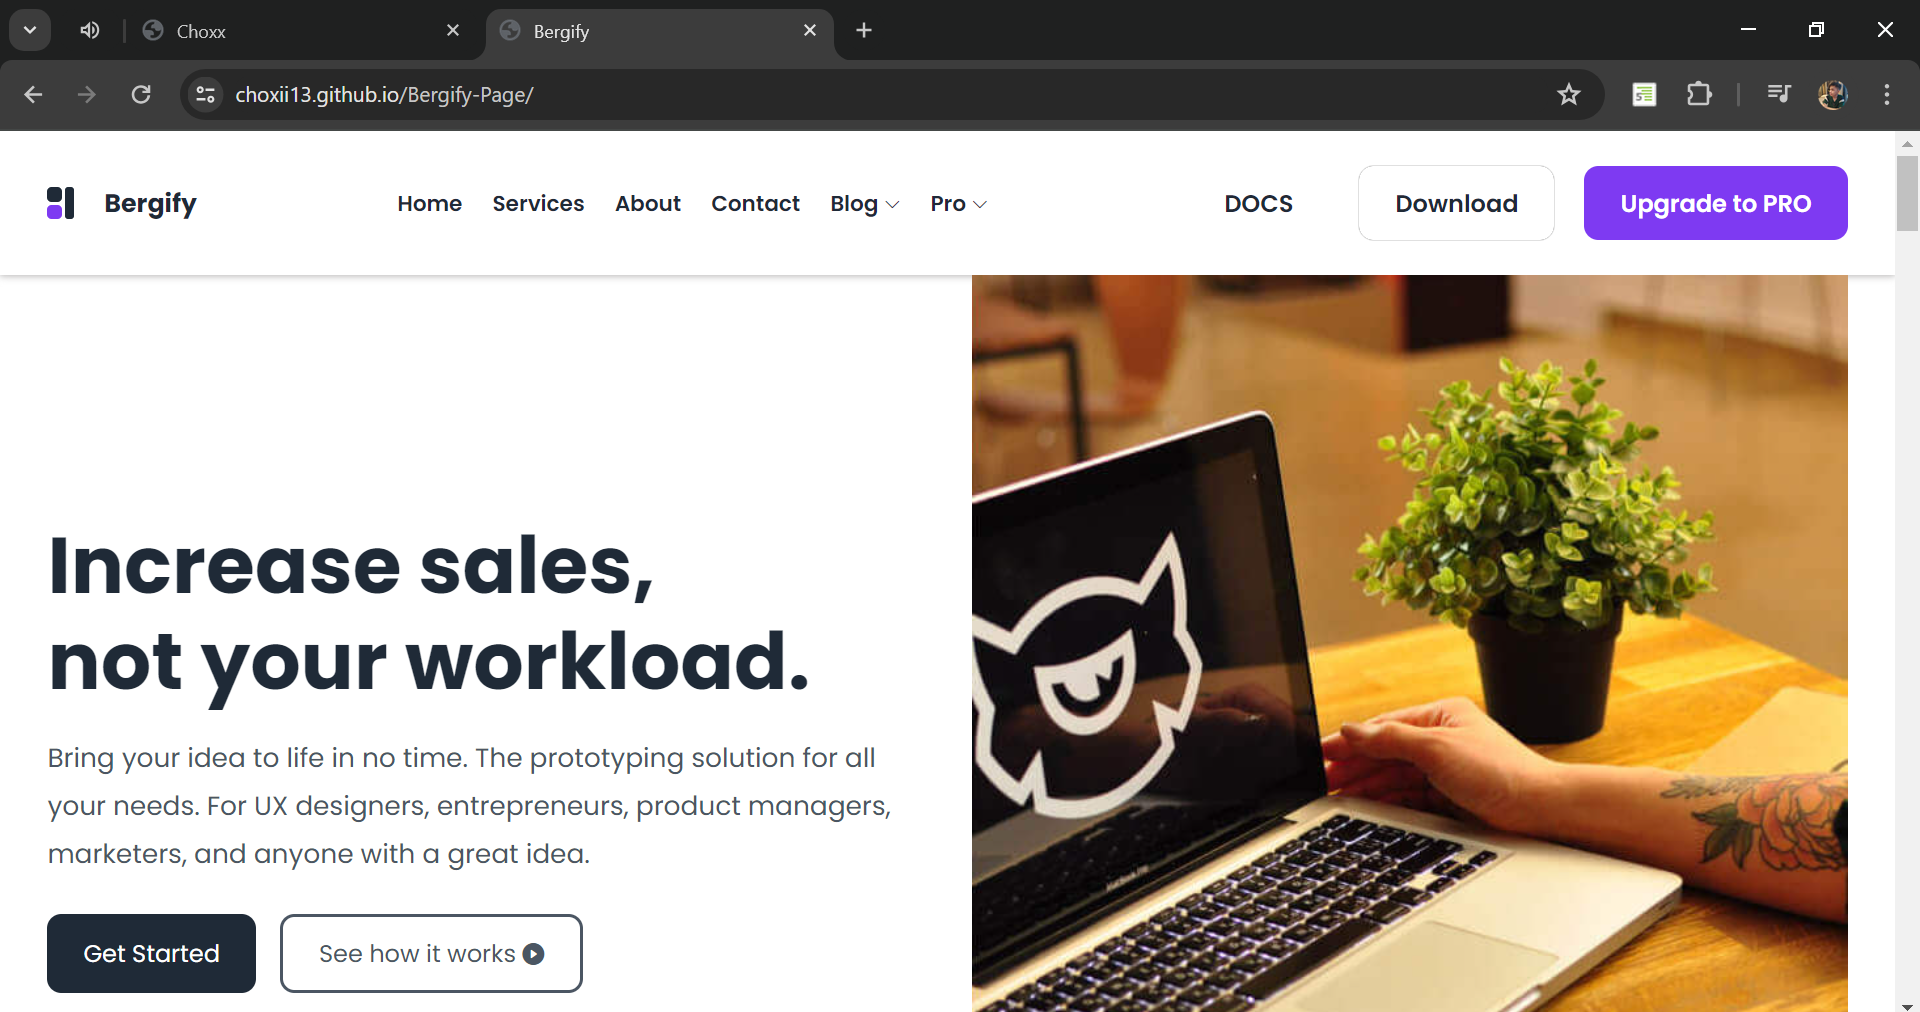 Choxx
Bergify
choxii13.github.io/Bergify-Page/
Bergify
Home Services About Contact Blog Pro
DOCS Download Upgrade to PRO
Increase sales,
not your workload.
Bring your idea to life in no time. The prototyping solution for all
your needs. For UX designers, entrepreneurs, product managers,
marketers, and anyone with a great idea.
Get Started See how it works